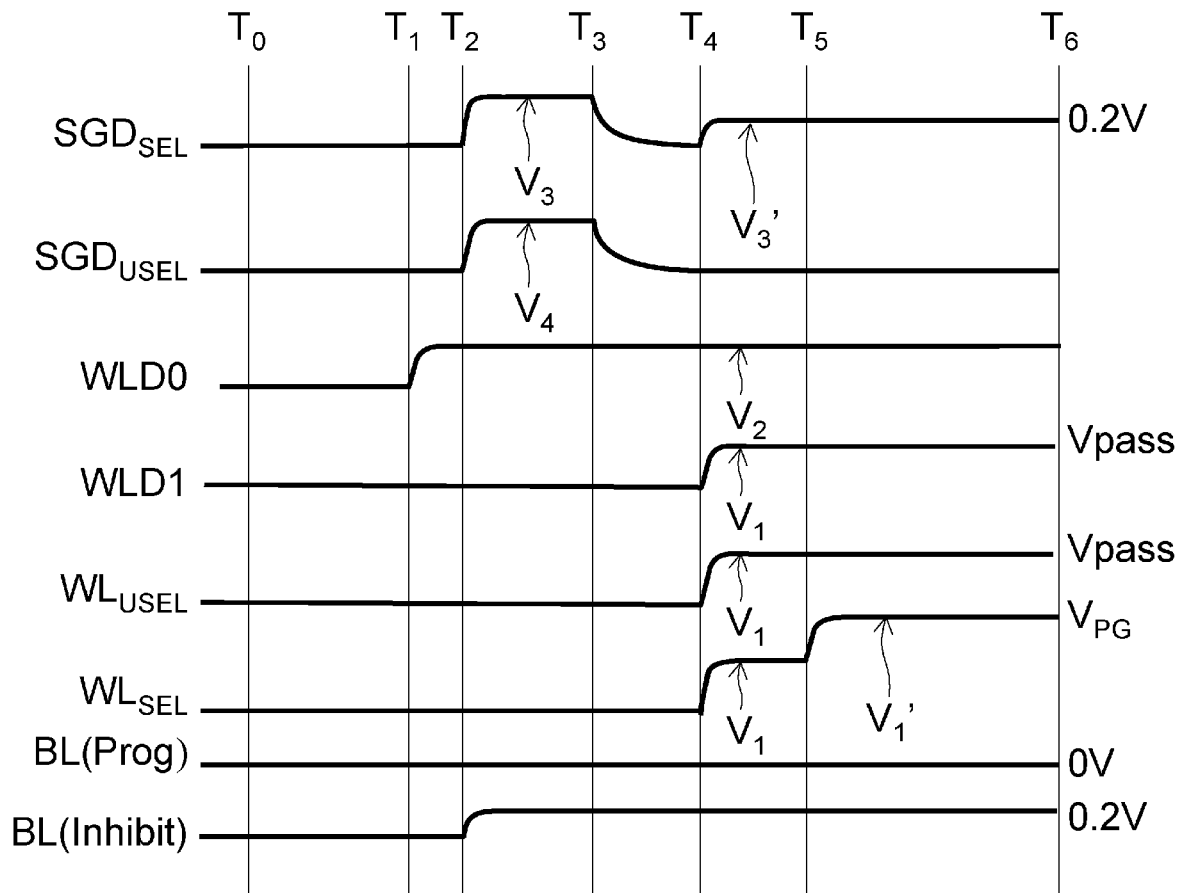 T0 T1 T2 T3 T4 T5 T6
SGDSEL 0.2V
V3
V3’
SGDUSEL
V4
WLD0
V2
Vpass
WLD1
V1
Vpass
WLUSEL
V1
VPG
WLSEL
V1
V1’
BL(Prog)
0V
BL(Inhibit) 0.2V